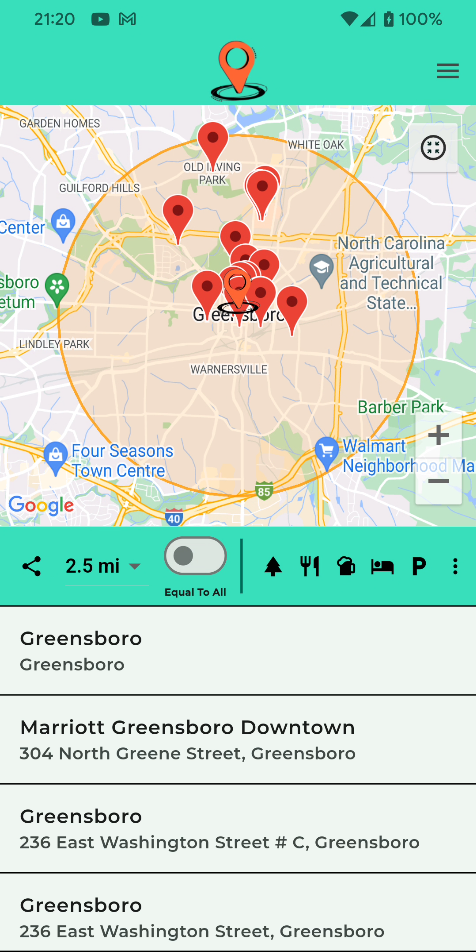 21:20
100%
GARDEN HOMES
WHITE OAK
OLD IRVING
PARK
GUILFORD HILLS
Center
North Carolina
Agricultural
and Technical
State...
sboro
etum
Greensboro
LINDLEY PARK
WARNERSVILLE
Barber Park
Four Seasons
Town Centre
Walmart
Neighborhood Ma
85
40
Google
2.5 mi
Equal To All
P
Greensboro
Greensboro
Marriott Greensboro Downtown
304 North Greene Street, Greensboro
Greensboro
236 East Washington Street # C, Greensboro
Greensboro
236 East Washington Street, Greensboro